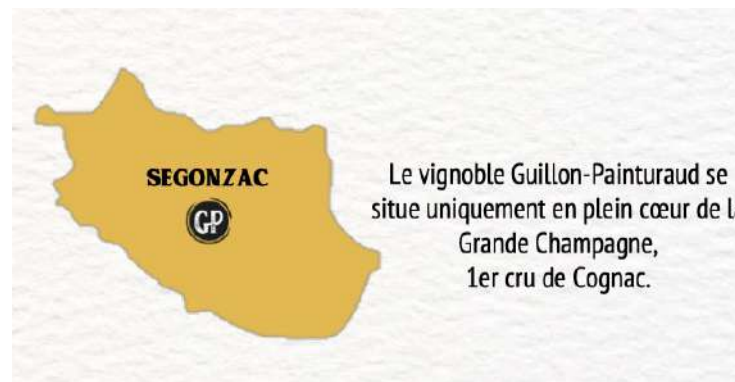 SEGONZAC
GP
Le vignoble Guillon-Painturaud se
situe uniquement en plein cœur de
Grande Champagne,
1er cru de Cognac.